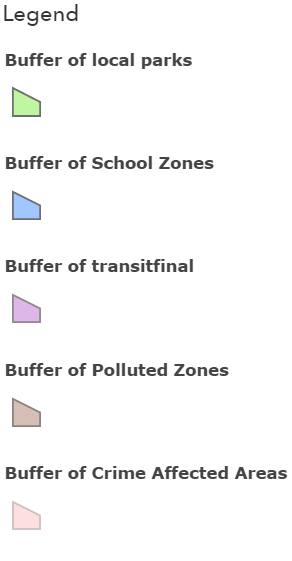 Legend
Buffer of local parks
Buffer of School Zones
Buffer of transitfinal
Buffer of Polluted Zones
Buffer of Crime Affected Areas